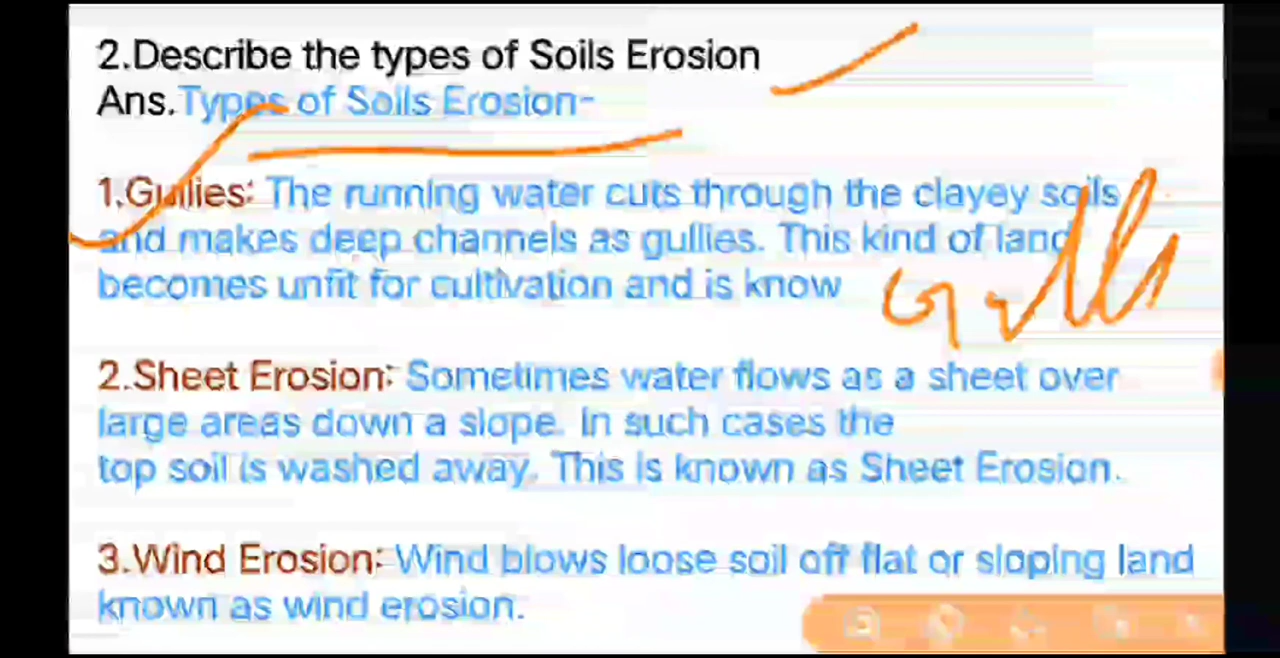 2.Describe the types of Soils Erosion
Ans.Types of Soils Erosion-
1.Gullies: The running water cuts through the clayey soils
and makes deep channels as gullies. This kind of land
becomes unfit for cultivation and is know
2.Sheet Erosion: Sometimes water flows as a sheet over
large areas down a slope. In such cases the
top soil is washed away. This is known as Sheet Erosion.
3.Wind Erosion: Wind blows loose soil off flat or sloping land
known as wind erosion.